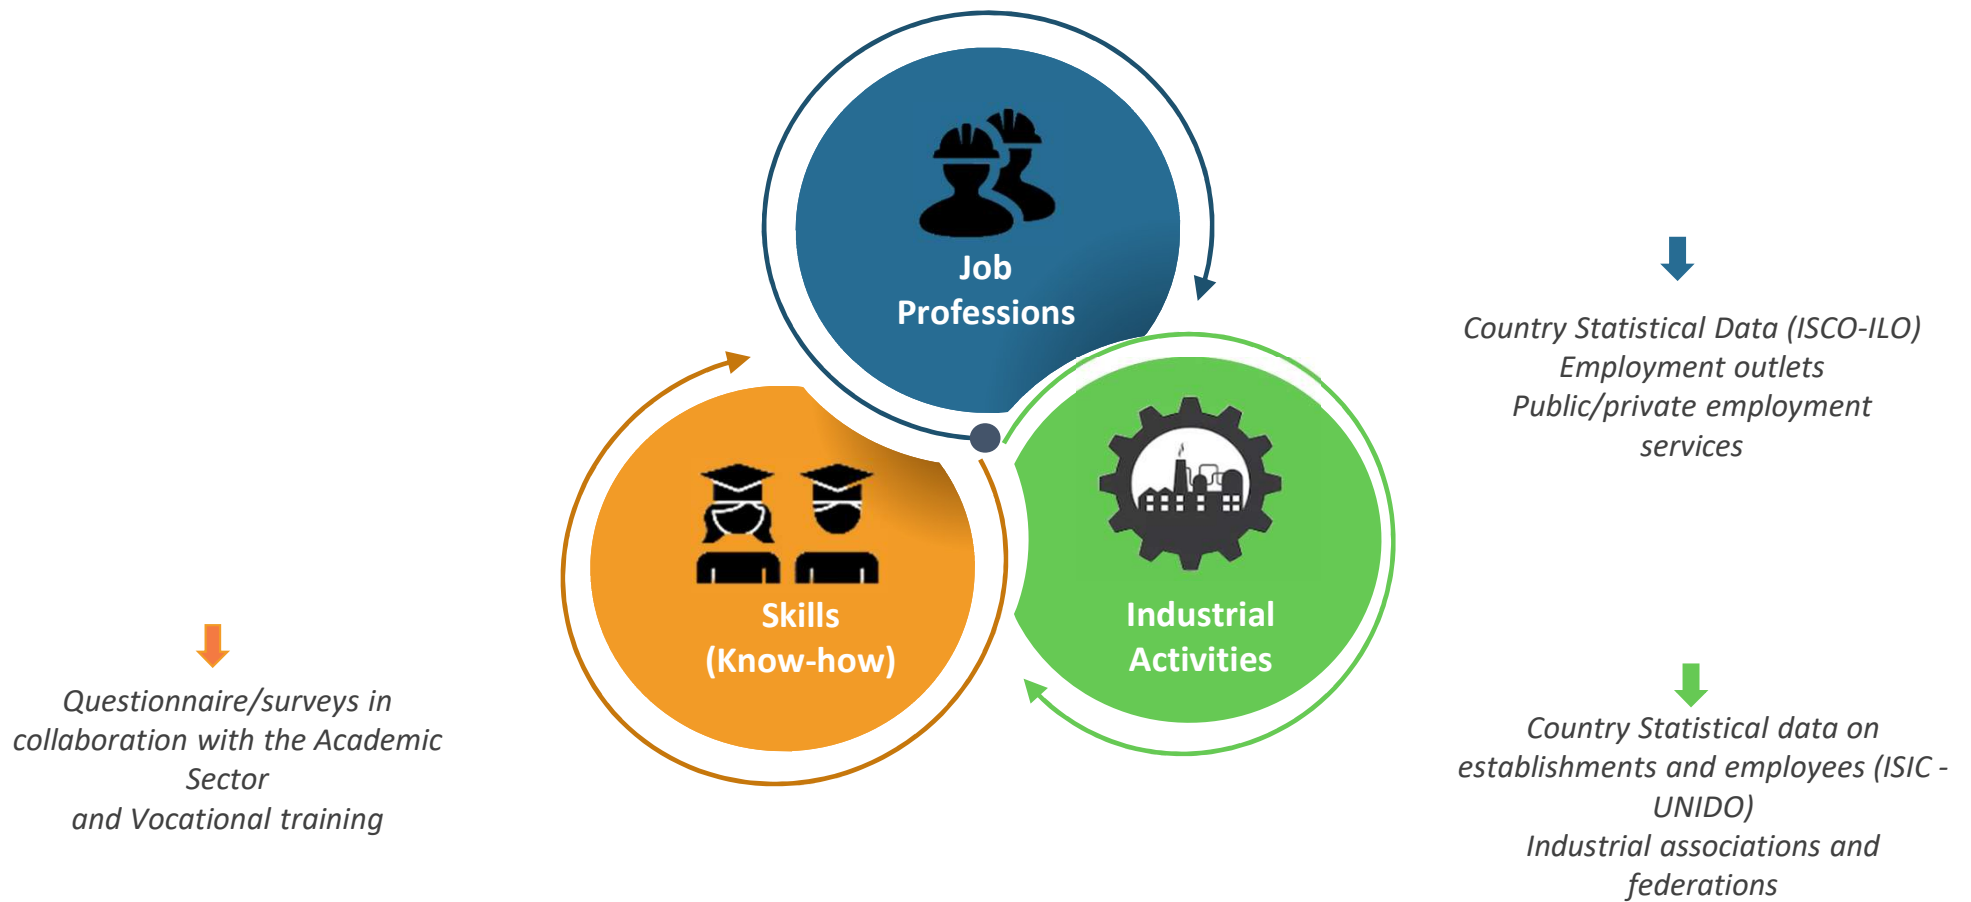 Job
Professions
Country Statistical Data (ISCO-ILO)
Employment outlets
Public/private employment
services
Skills
(Know-how)
Industrial
Activities
Questionnaire/surveys in
collaboration with the Academic
Sector
and Vocational training
Country Statistical data on
establishments and employees (ISIC -
UNIDO)
Industrial associations and
federations